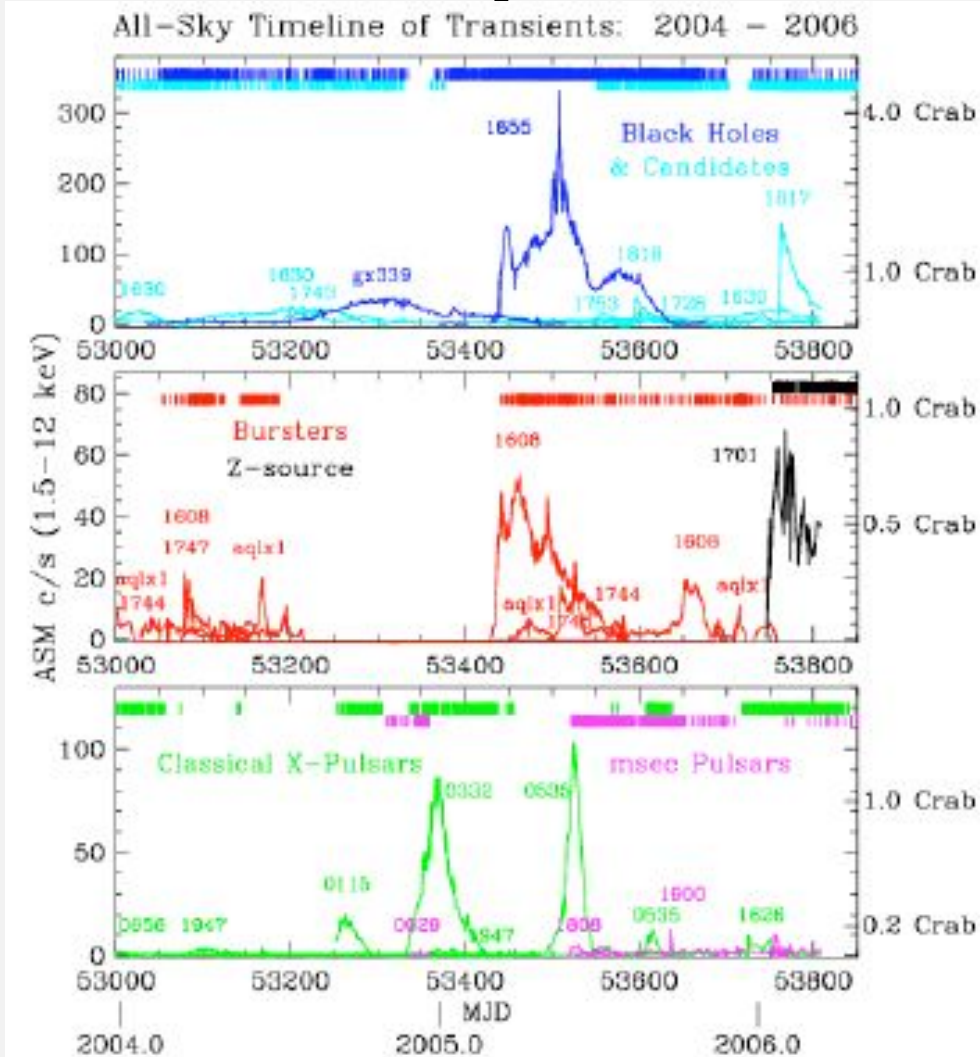 All-Sky Timeline of Transients: 2004 - 2006
300
200
100
0
4.0 Crab
1.0 Crab
1655
Black Holes
& Candidates
1817
1630
1630
1743
gx339
1818
1753
1726
1630
53000
53200
53400
53600
53800
ASM c/s (1.5-12 keV)
80
60
40
20
0
1.0 Crab
0.5 Crab
Bursters
Z-source
1608
1701
1608
1747
aqlx1
aqlx1
1744
aqlx1
1744
1608
aqlx1
53000
53200
53400
53600
53800
100
50
0
1.0 Crab
0.2 Crab
Classical X-Pulsars
msec Pulsars
0332
0535
0115
1900
0656
1947
0029
1947
1808
0535
1626
53000
53200
53400
53600
53800
MJD
2004.0
2005.0
2006.0